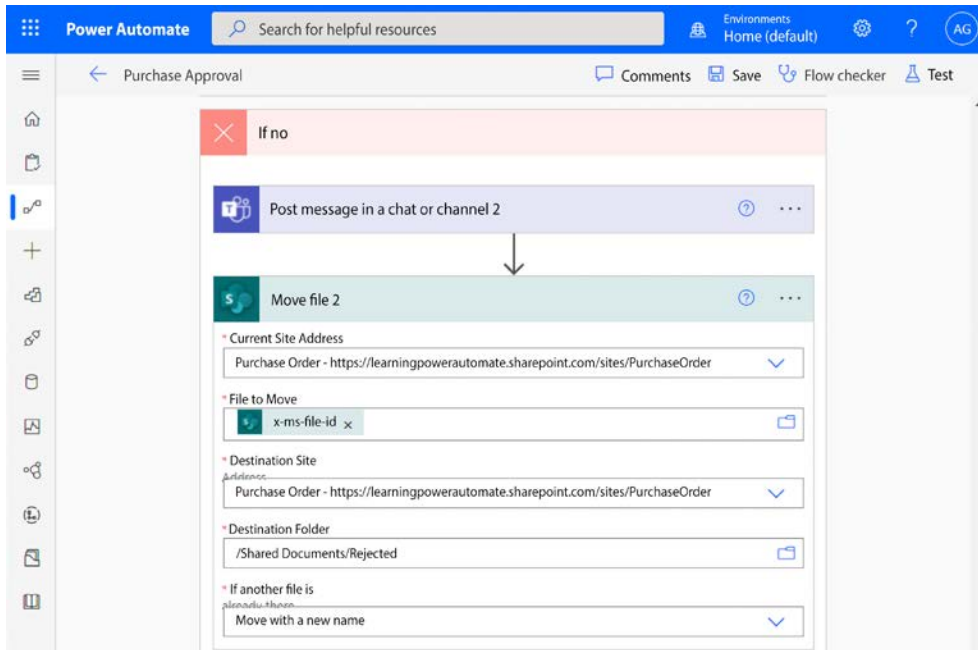 Power Automate
Search for helpful resources
Environments
Home (default)
?
AG
Purchase Approval
Comments
Save
Flow checker
Test
If no
Post message in a chat or channel 2
Move file 2
* Current Site Address
Purchase Order - https://learningpowerautomate.sharepoint.com/sites/PurchaseOrder
* File to Move
x-ms-file-id ×
* Destination Site
Address
Purchase Order - https://learningpowerautomate.sharepoint.com/sites/PurchaseOrder
* Destination Folder
/Shared Documents/Rejected
* If another file is
already there
Move with a new name